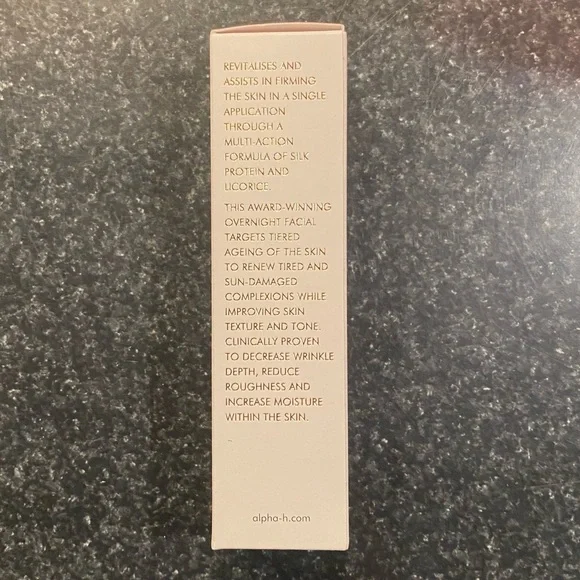 REVITALISES AND
ASSISTS IN FIRMING
THE SKIN IN A SINGLE
APPLICATION
THROUGH A
MULTI-ACTION
FORMULA OF SILK
PROTEIN AND
LICORICE.
THIS AWARD-WINNING
OVERNIGHT FACIAL
TARGETS TIERED
AGEING OF THE SKIN
TO RENEW TIRED AND
SUN-DAMAGED
COMPLEXIONS WHILE
IMPROVING SKIN
TEXTURE AND TONE.
CLINICALLY PROVEN
TO DECREASE WRINKLE
DEPTH, REDUCE
ROUGHNESS AND
INCREASE MOISTURE
WITHIN THE SKIN.
alpha-h.com